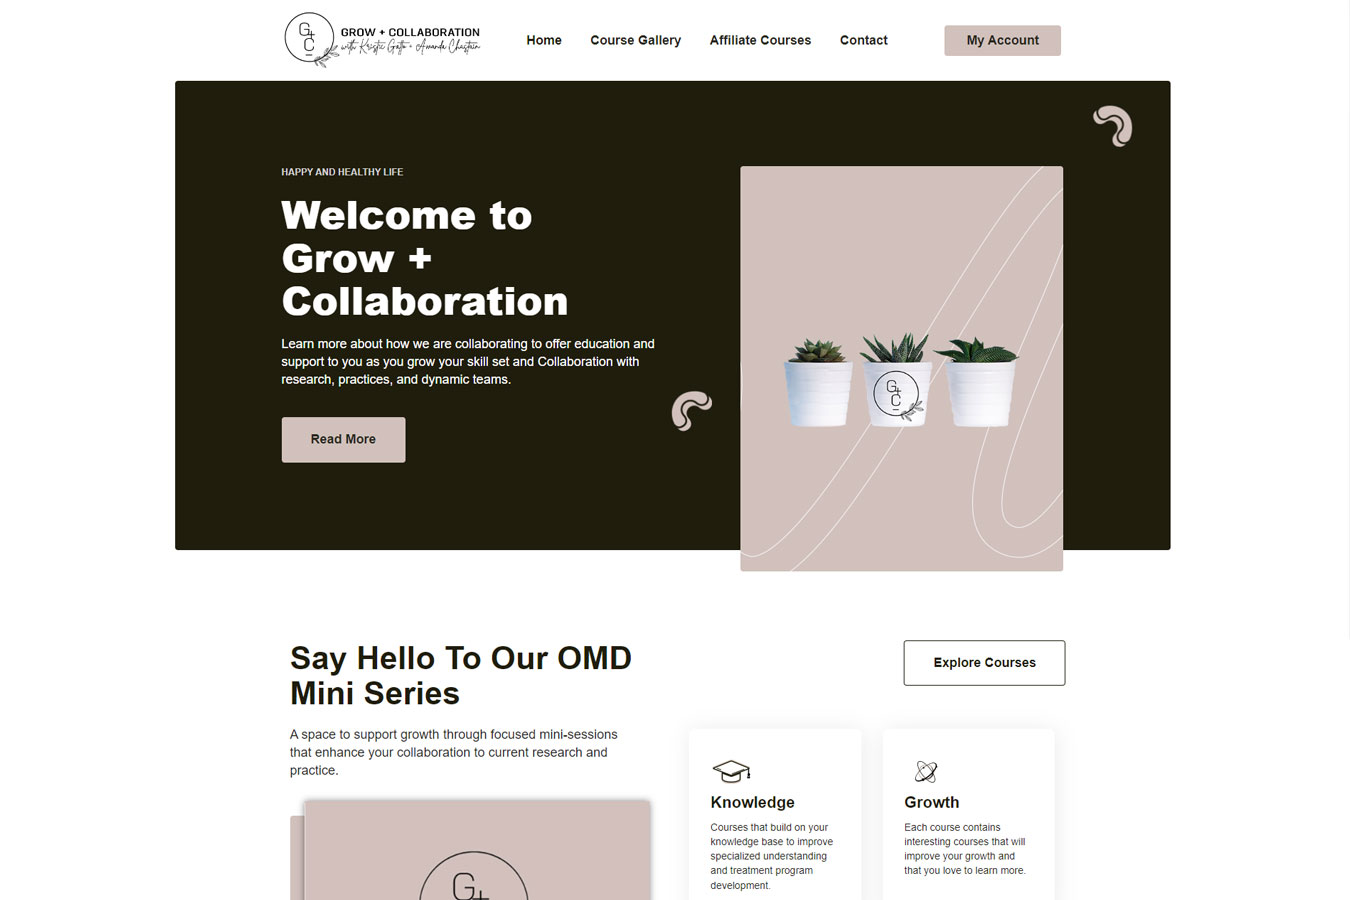 G+C
GROW + COLLABORATION
with Kristie Gatto + Amanda Chastain
Home
Course Gallery
Affiliate Courses
Contact
My Account
HAPPY AND HEALTHY LIFE
Welcome to
Grow +
Collaboration
Learn more about how we are collaborating to offer education and
support to you as you grow your skill set and Collaboration with
research, practices, and dynamic teams.
Read More
G+C
Say Hello To Our OMD
Mini Series
A space to support growth through focused mini-sessions
that enhance your collaboration to current research and
practice.
G+
Explore Courses
Knowledge
Courses that build on your
knowledge base to improve
specialized understanding
and treatment program
development.
Growth
Each course contains
interesting courses that will
improve your growth and
that you love to learn more.